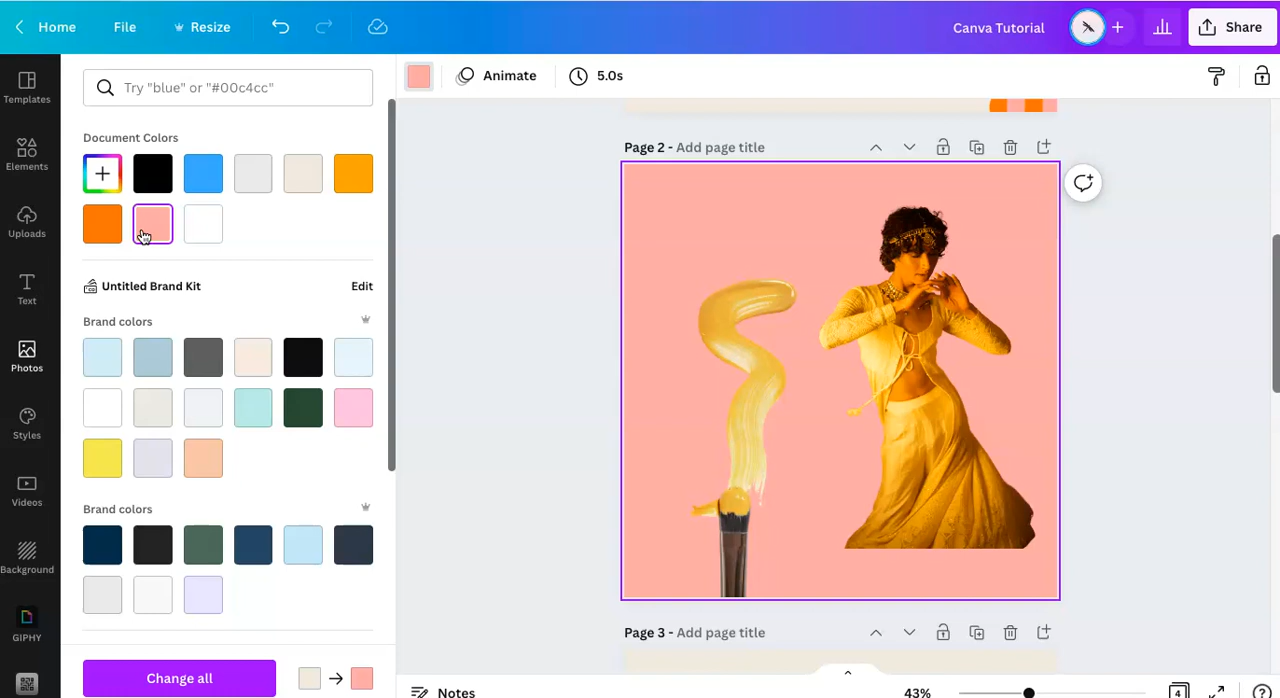 Home File Resize Canva Tutorial + Share
Templates
Elements
Uploads
Text
Photos
Styles
Videos
Background
GIPHY
Try "blue" or "#00c4cc"
Document Colors
Untitled Brand Kit Edit
Brand colors
Brand colors
Change all
Animate 5.0s
Page 2 - Add page title
Page 3 - Add page title
Notes 43% 4